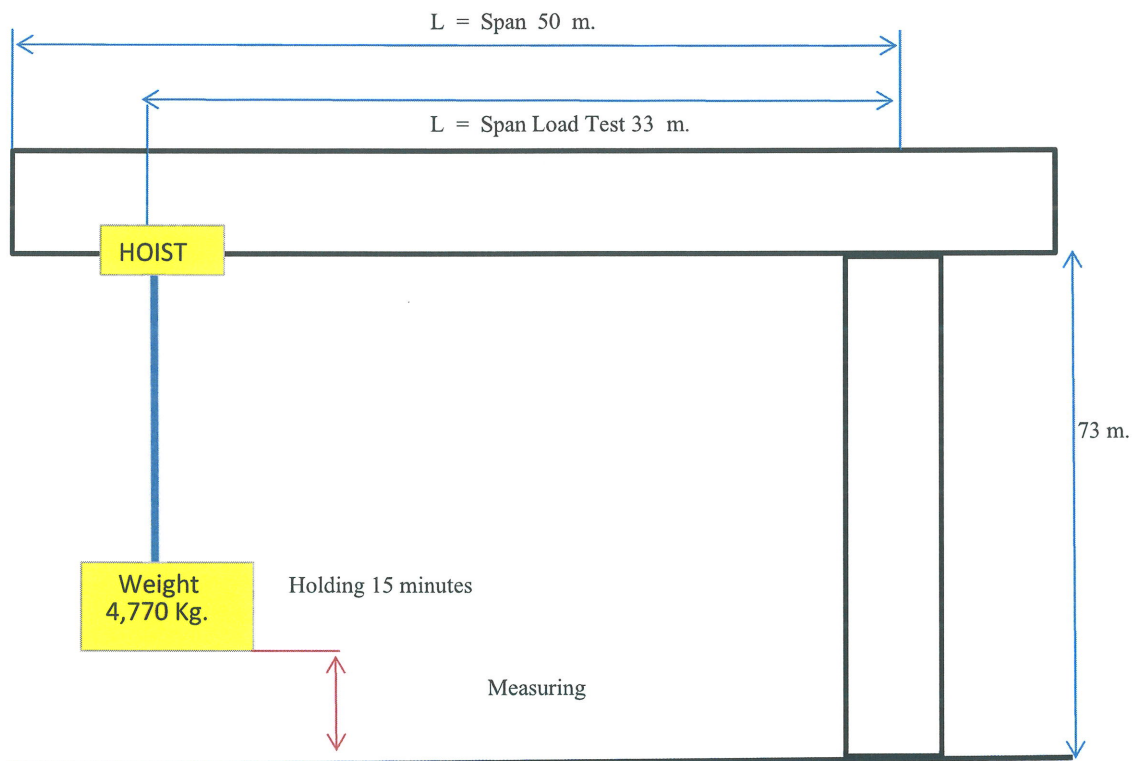 L = Span 50 m.
L = Span Load Test 33 m.
HOIST
73 m.
Weight
4,770 Kg.
Holding 15 minutes
Measuring